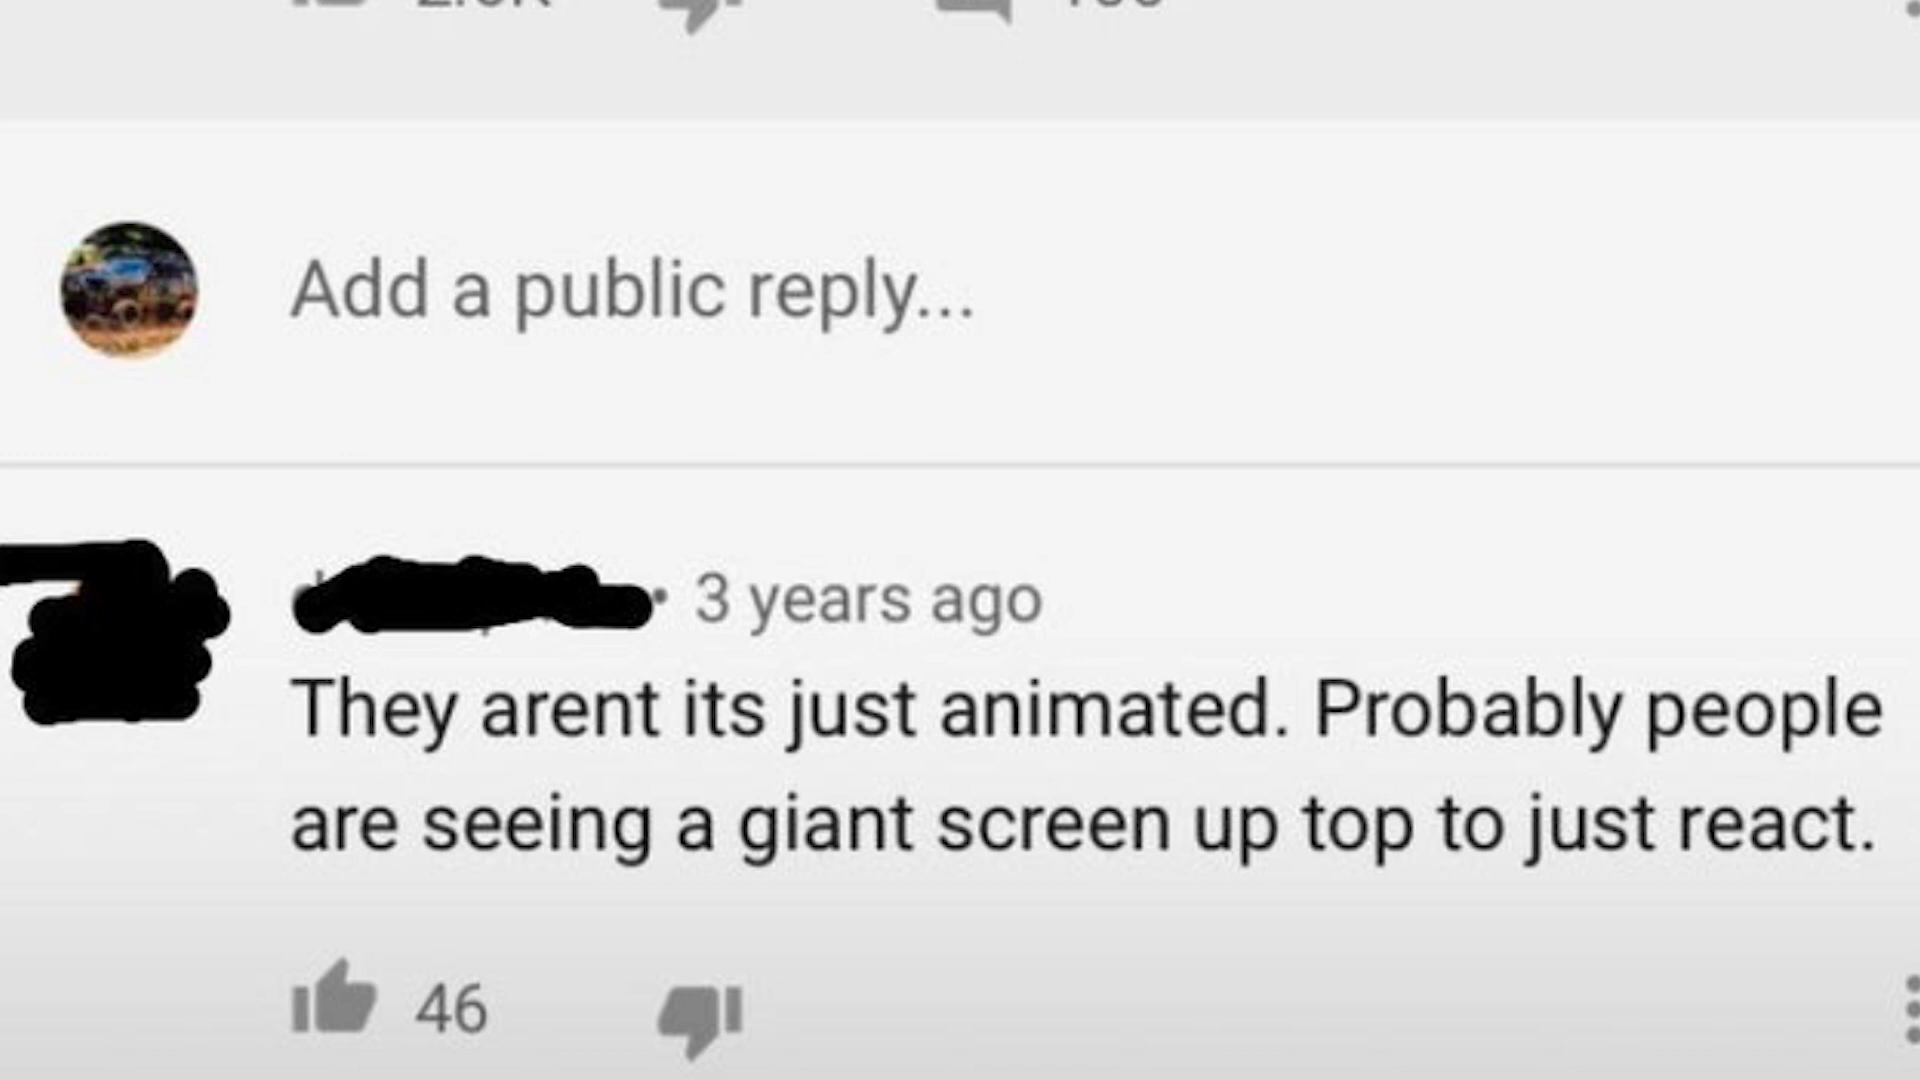 Add a public reply...
• 3 years ago
They arent its just animated. Probably people
are seeing a giant screen up top to just react.
46